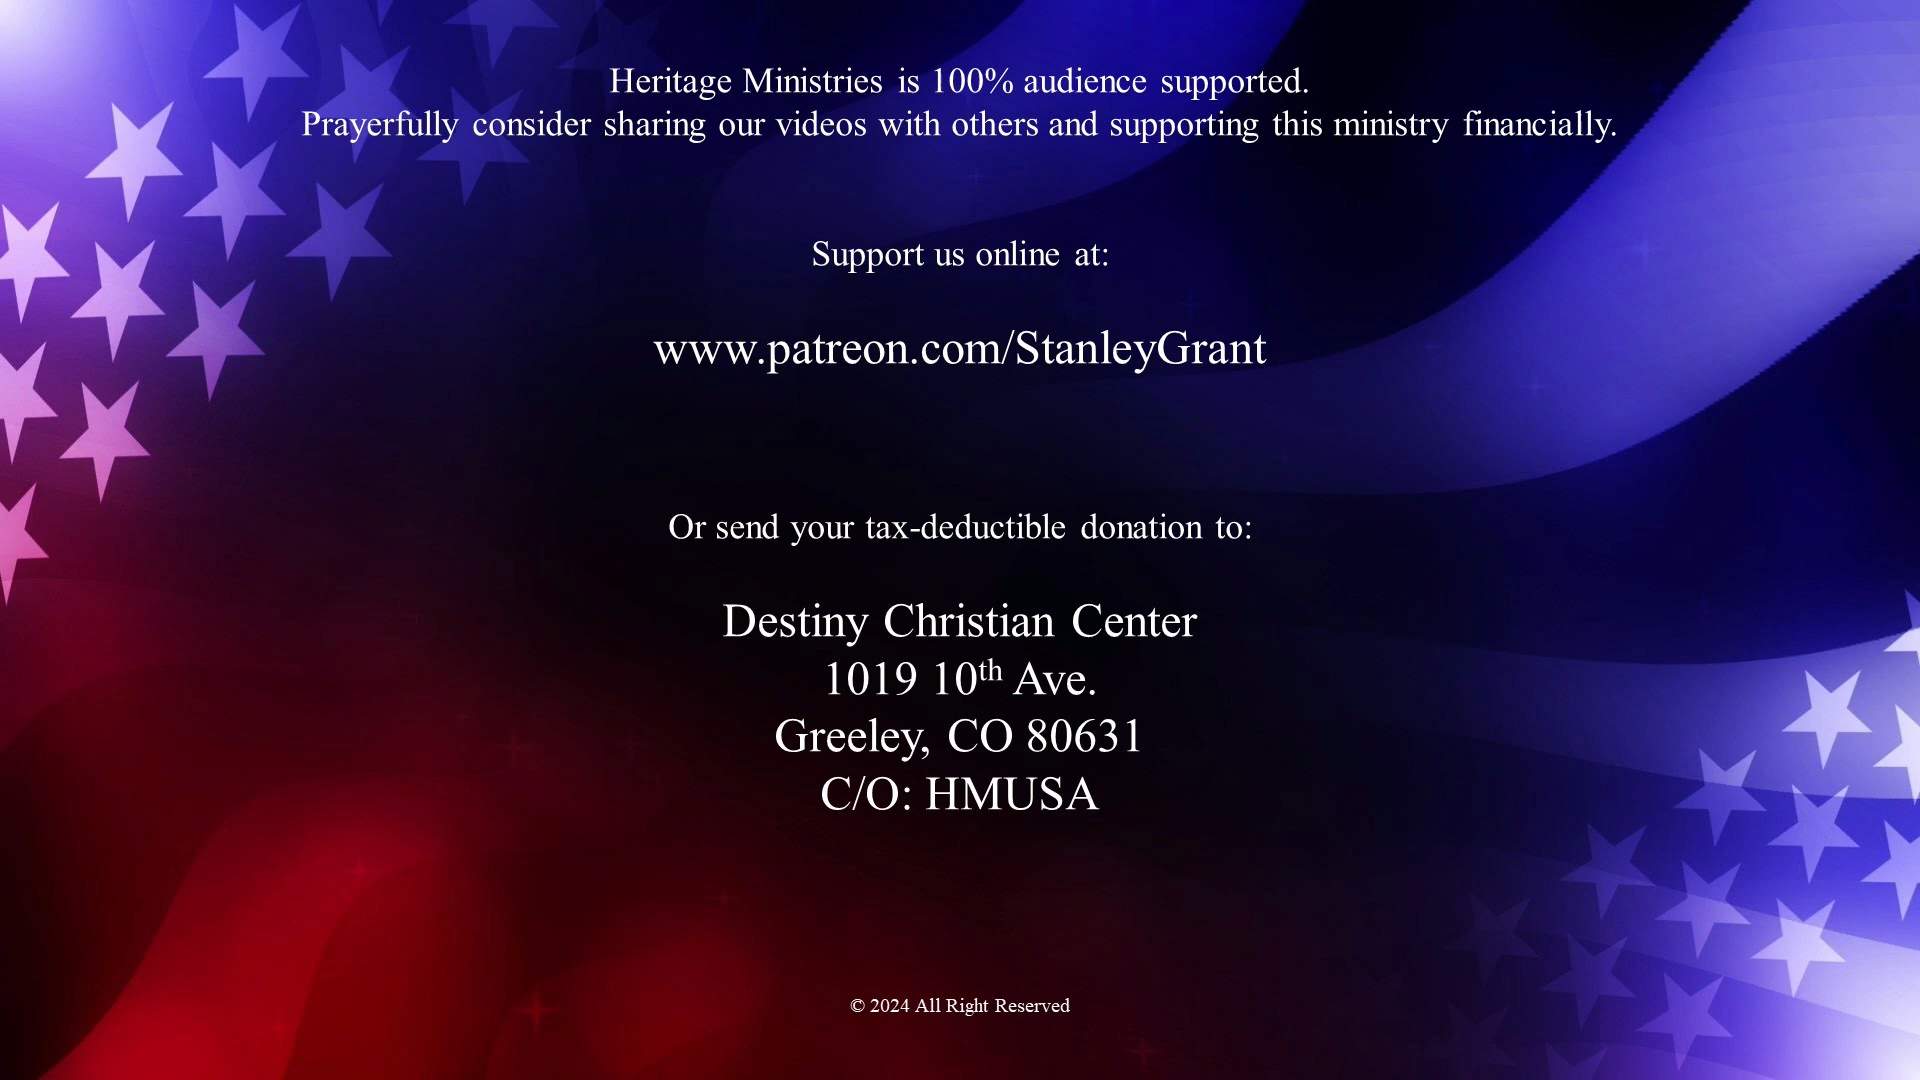 Heritage Ministries is 100% audience supported.
Prayerfully consider sharing our videos with others and supporting this ministry financially.
Support us online at:
www.patreon.com/StanleyGrant
Or send your tax-deductible donation to:
Destiny Christian Center
1019 10th Ave.
Greeley, CO 80631
C/O: HMUSA
© 2024 All Right Reserved